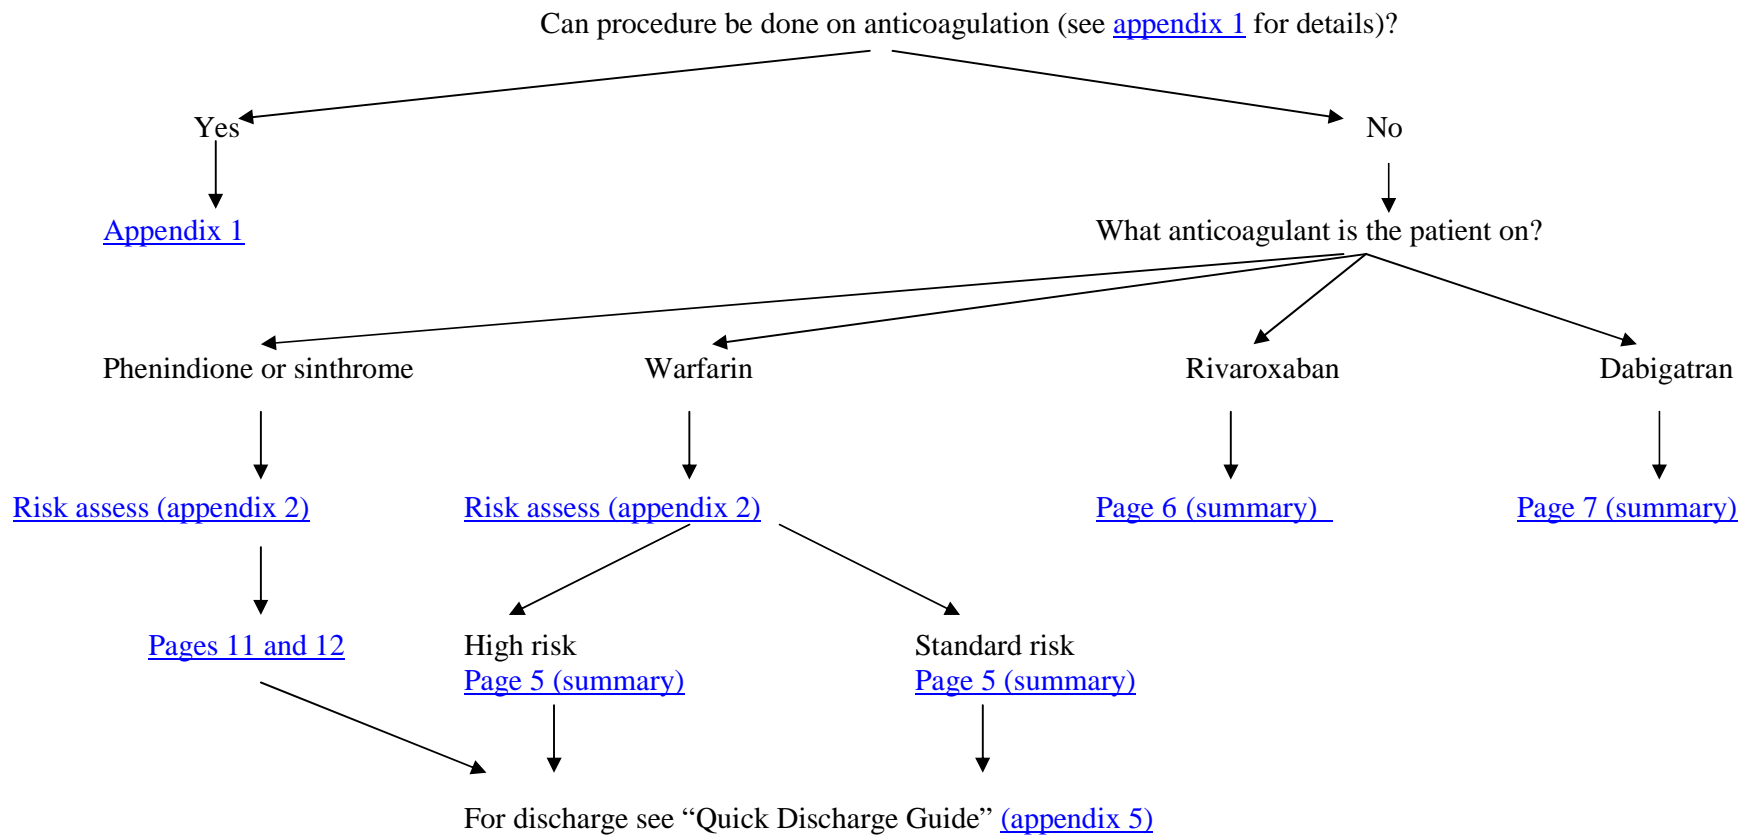 Can procedure be done on anticoagulation (see appendix 1 for details)?
Yes
No
Appendix 1
What anticoagulant is the patient on?
Phenindione or sinthrome
Warfarin
Rivaroxaban
Dabigatran
Risk assess (appendix 2)
Risk assess (appendix 2)
Page 6 (summary)
Page 7 (summary)
Pages 11 and 12
High risk
Page 5 (summary)
Standard risk
Page 5 (summary)
For discharge see “Quick Discharge Guide” (appendix 5)